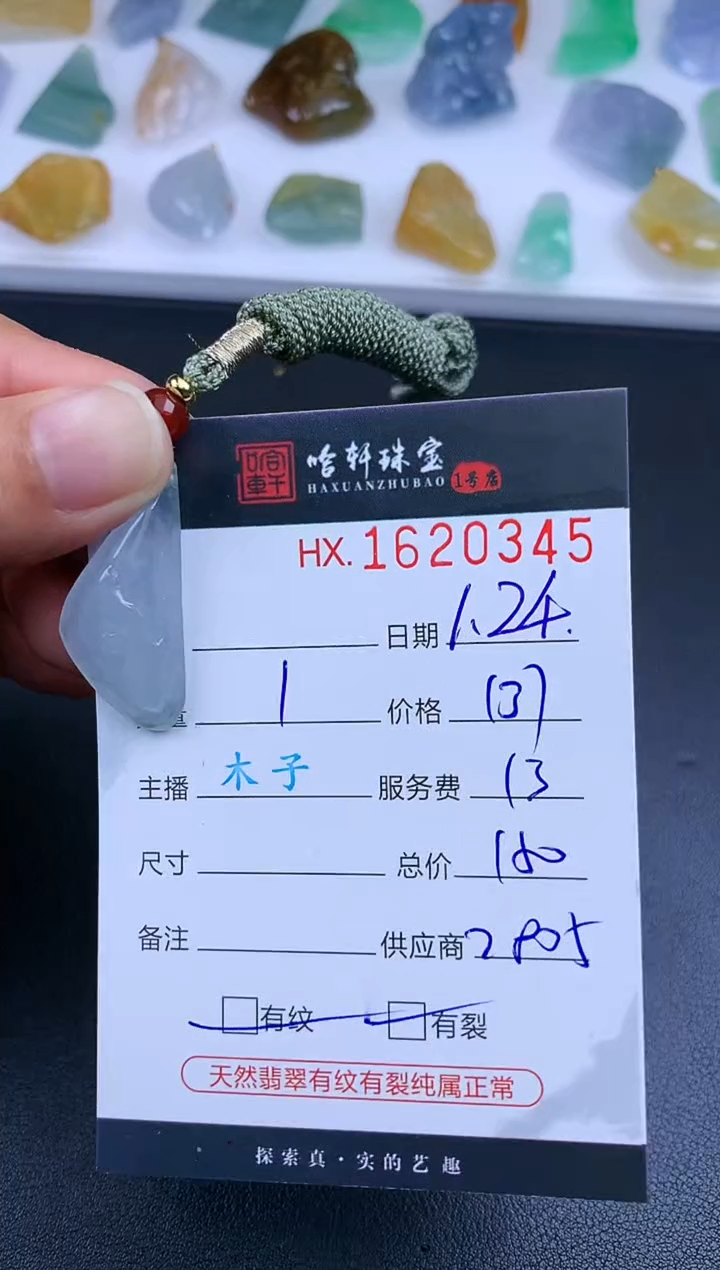 哈轩珠宝
HAXUANZHUBAO 1号店
HX.1620345
日期 1.24.
1 价格 137
主播 木子 服务费 13
尺寸 总价 150
备注 供应商
有纹 有裂
天然翡翠有纹有裂纯属正常
探索真·实的艺趣